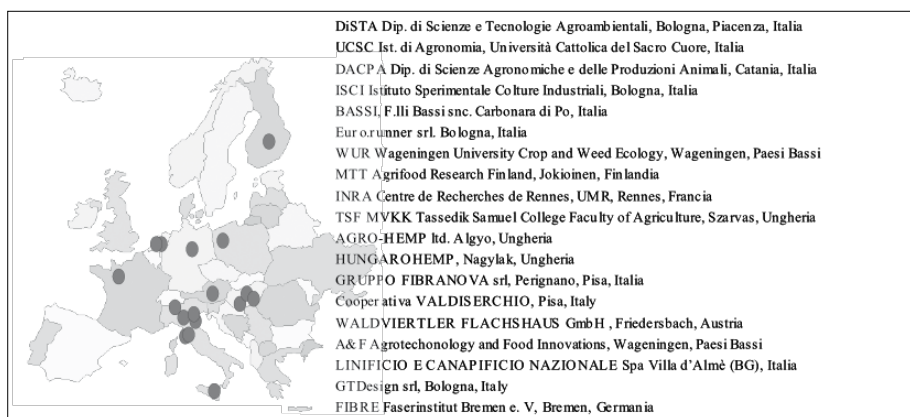 DiSTA Dip. di Scienze e Tecnologie Agroambientali, Bologna, Piacenza, Italia
UCSC Ist. di Agronomia, Università Cattolica del Sacro Cuore, Italia
DACPA Dip. di Scienze Agronomiche e delle Produzioni Animali, Catania, Italia
ISCI Istituto Sperimentale Colture Industriali, Bologna, Italia
BASSI, F.lli Bassi snc. Carbonara di Po, Italia
Euro.runner srl. Bologna, Italia
WUR Wageningen University Crop and Weed Ecology, Wageningen, Paesi Bassi
MTT Agrifood Research Finland, Jokioinen, Finlandia
INRA Centre de Recherches de Rennes, UMR, Rennes, Francia
TSF MVKK Tassedik Samuel College Faculty of Agriculture, Szarvas, Ungheria
AGRO-HEMP ltd. Algyo, Ungheria
HUNGAROHEMP, Nagylak, Ungheria
GRUPPO FIBRANOVA srl, Perignano, Pisa, Italia
Cooperativa VALDISERCHIO, Pisa, Italy
WALDVIERTLER FLACHSHAUS GmbH , Friedersbach, Austria
A&F Agrotechonology and Food Innovations, Wageningen, Paesi Bassi
LINIFICIO E CANAPIFICIO NAZIONALE Spa Villa d'Almè (BG), Italia
GTDesign srl, Bologna, Italy
FIBRE Faserinstitut Bremen e. V, Bremen, Germania